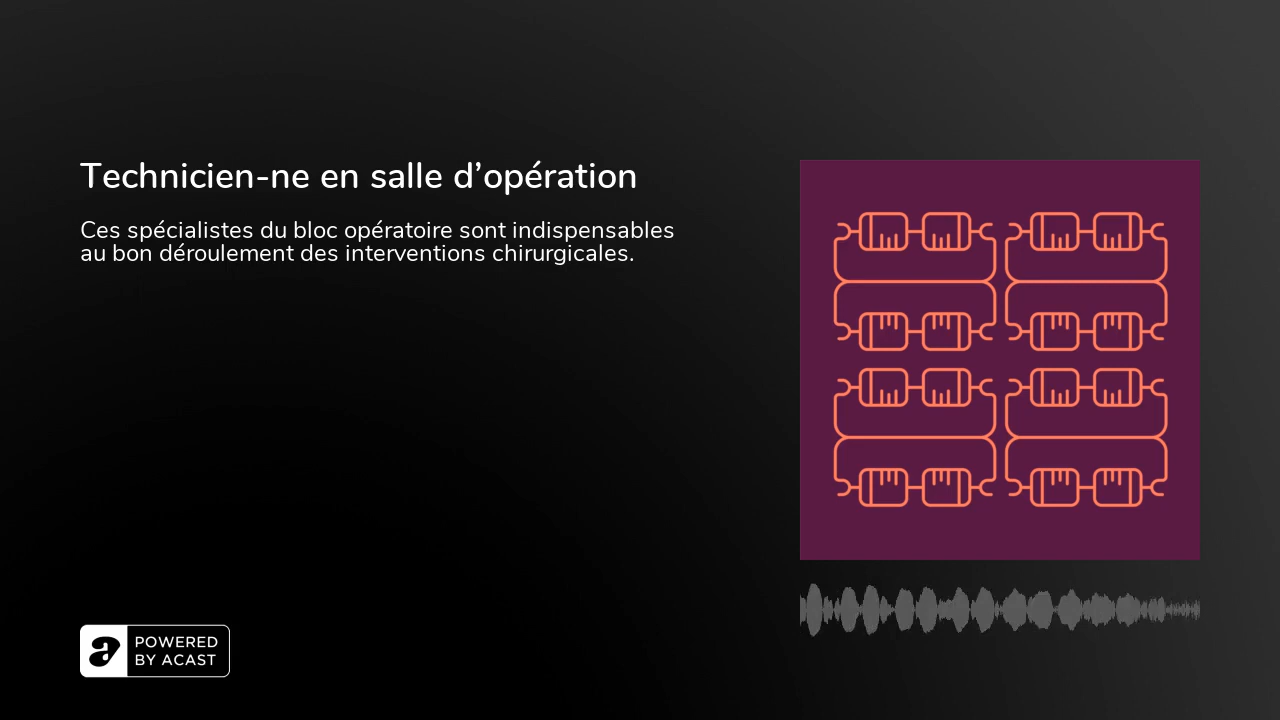 Technicien-ne en salle d’opération
Ces spécialistes du bloc opératoire sont indispensables
au bon déroulement des interventions chirurgicales.
POWERED
BY ACAST